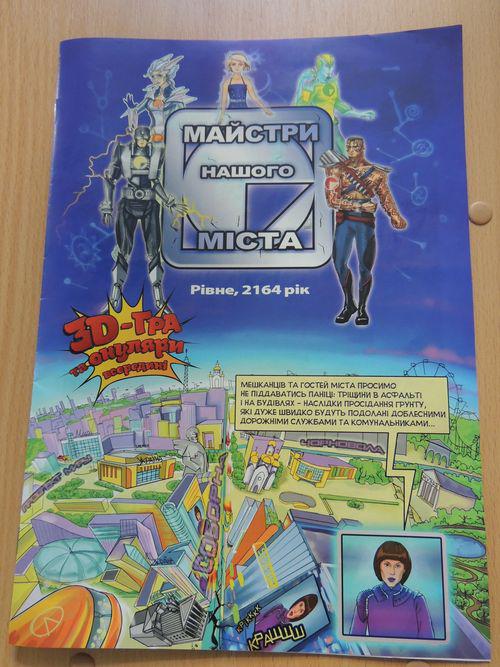 МАЙСТРИ
НАШОГО
МІСТА
Рівне, 2164 рік
3D-ГРА
та ОКУЛЯРИ
всередині
МЕШКАНЦІВ ТА ГОСТЕЙ МІСТА ПРОСИМО
НЕ ПІДДАВАТИСЬ ПАНІЦІ: ТРІЩИНИ В АСФАЛЬТІ
І НА БУДІВЛЯХ - НАСЛІДКИ ПРОСІДАННЯ ҐРУНТУ,
ЯКІ ДУЖЕ ШВИДКО БУДУТЬ ПОДОЛАНІ ДОБЛЕСНИМИ
ДОРОЖНІМИ СЛУЖБАМИ ТА КОМУНАЛЬНИКАМИ...
ЧОРНОВОЛА
КРАШШШ